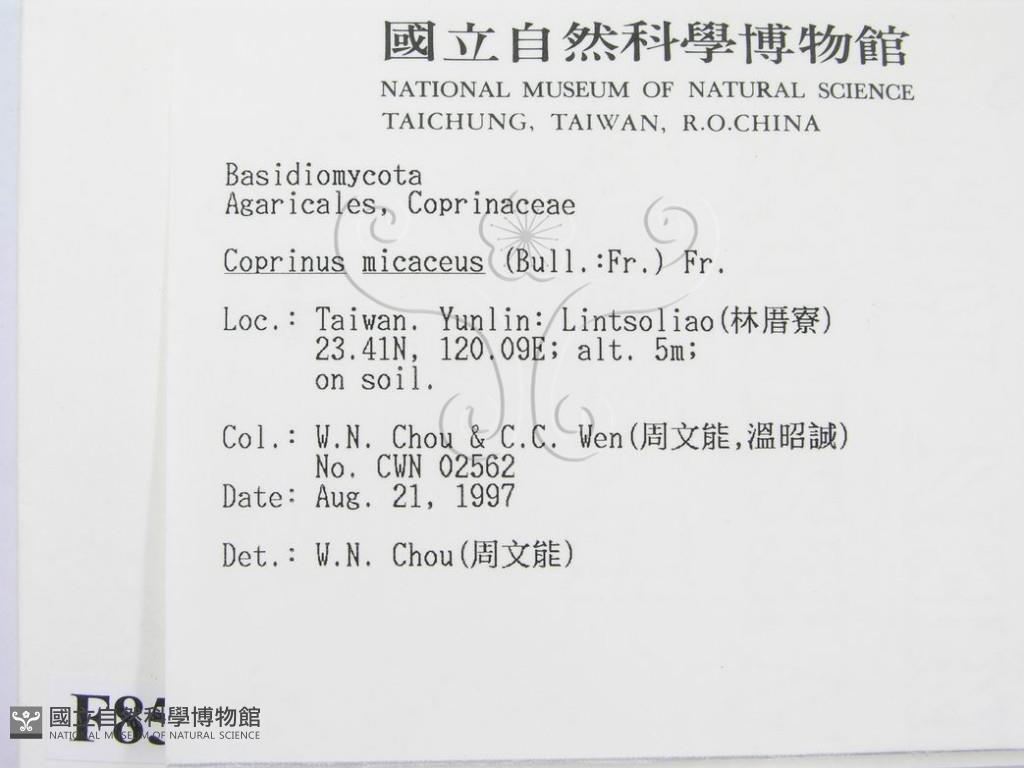 國立自然科學博物館
NATIONAL MUSEUM OF NATURAL SCIENCE
TAICHUNG, TAIWAN, R.O.CHINA
Basidiomycota
Agaricales, Coprinaceae
Coprinus micaceus (Bull.:Fr.) Fr.
Loc.: Taiwan. Yunlin: Lintsoliao(林厝寮)
23.41N, 120.09E; alt. 5m;
on soil.
Col.: W.N. Chou & C.C. Wen(周文能,溫昭誠)
No. CWN 02562
Date: Aug. 21, 1997
Det.: W.N. Chou(周文能)
F85
國立自然科學博物館
NATIONAL MUSEUM OF NATURAL SCIENCE